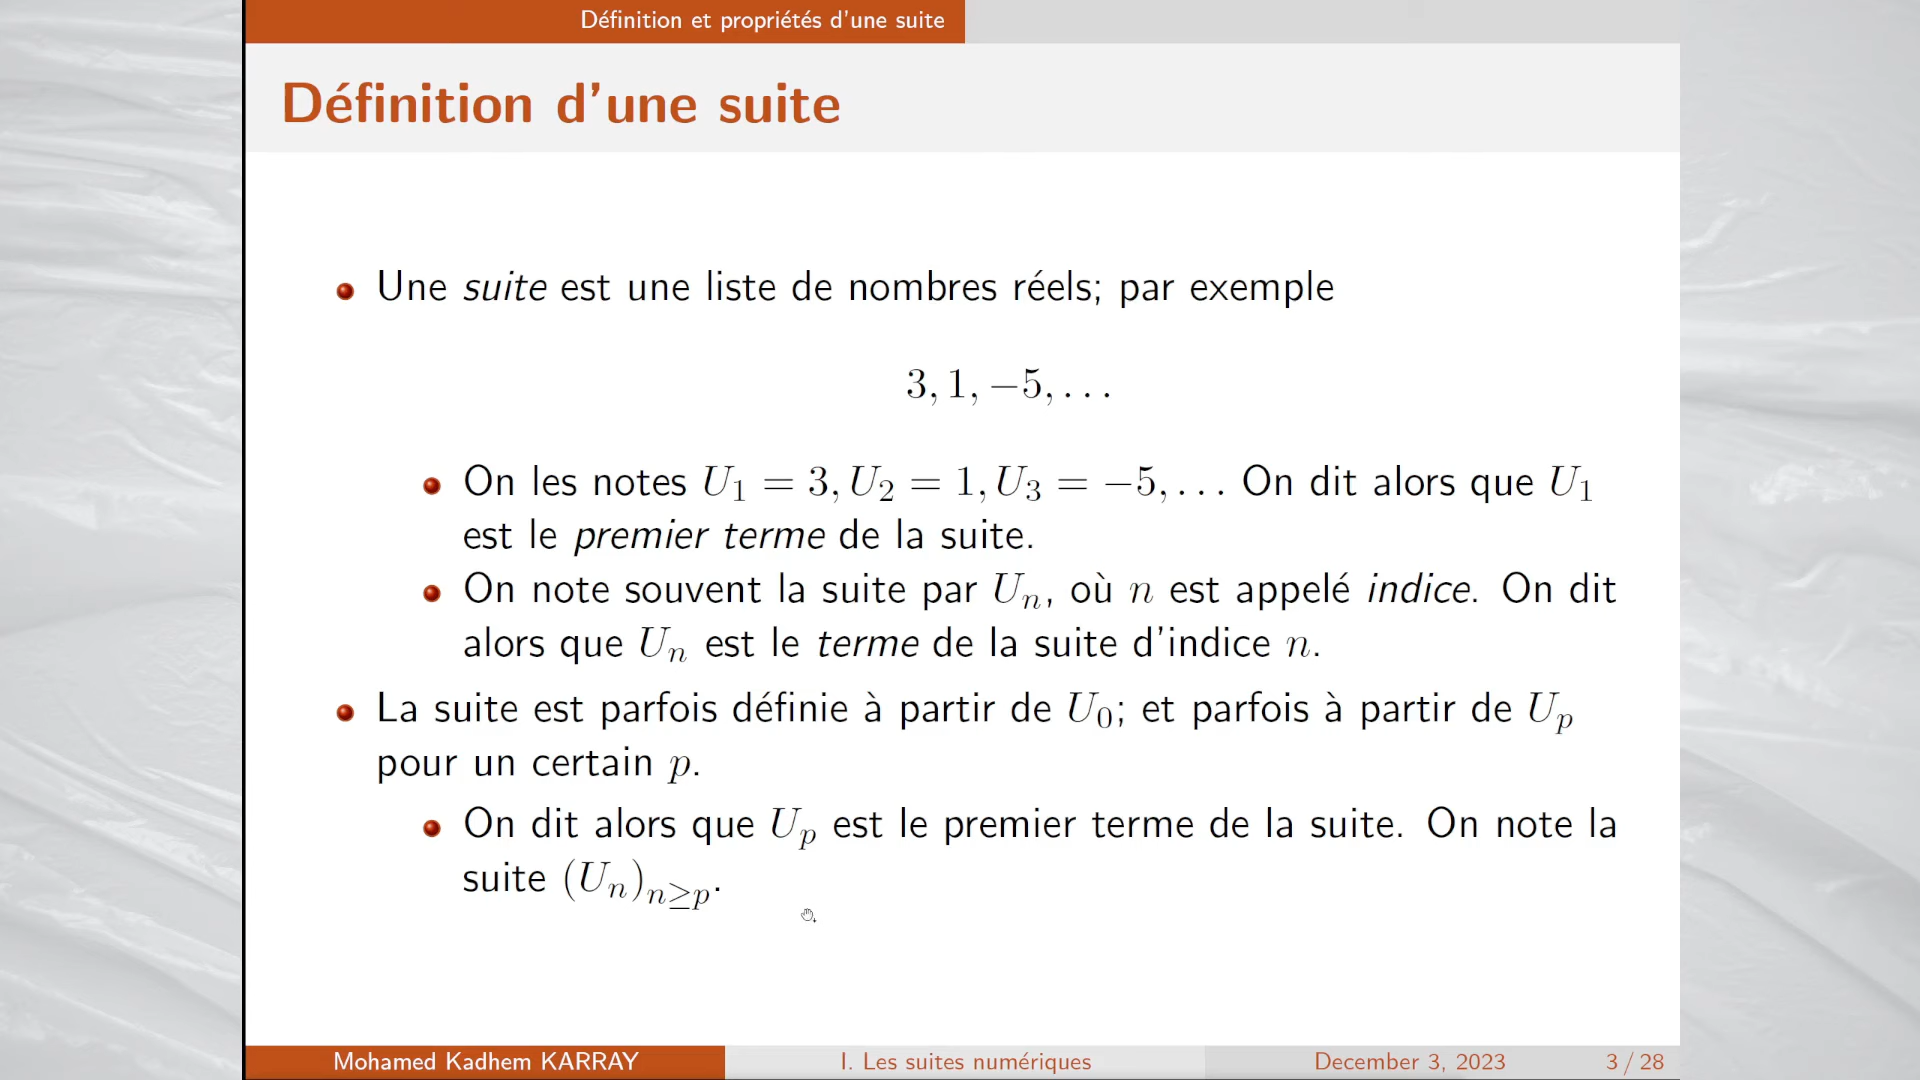 Définition et propriétés d'une suite
Définition d'une suite
Une suite est une liste de nombres réels; par exemple
3, 1, −5, . . .
On les notes U₁ = 3, U₂ = 1, U₃ = −5, . . . On dit alors que U₁
est le premier terme de la suite.
On note souvent la suite par Uₙ, où n est appelé indice. On dit
alors que Uₙ est le terme de la suite d'indice n.
La suite est parfois définie à partir de U₀; et parfois à partir de Uₚ
pour un certain p.
On dit alors que Uₚ est le premier terme de la suite. On note la
suite (Uₙ)ₙ≥ₚ.
Mohamed Kadhem KARRAY I. Les suites numériques December 3, 2023 3 / 28